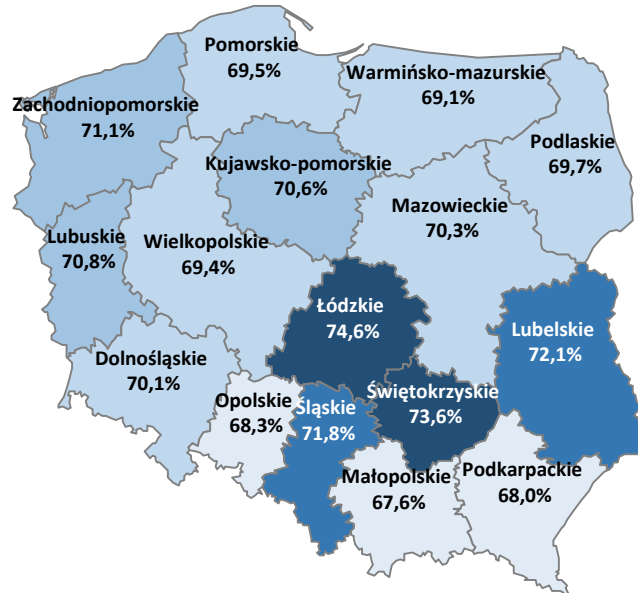 Pomorskie
69,5%
Warmińsko-mazurskie
69,1%
Zachodniopomorskie
71,1%
Podlaskie
69,7%
Kujawsko-pomorskie
70,6%
Mazowieckie
70,3%
Lubuskie
70,8%
Wielkopolskie
69,4%
Łódzkie
74,6%
Lubelskie
72,1%
Dolnośląskie
70,1%
Opolskie
68,3%
Śląskie
71,8%
Świętokrzyskie
73,6%
Małopolskie
67,6%
Podkarpackie
68,0%